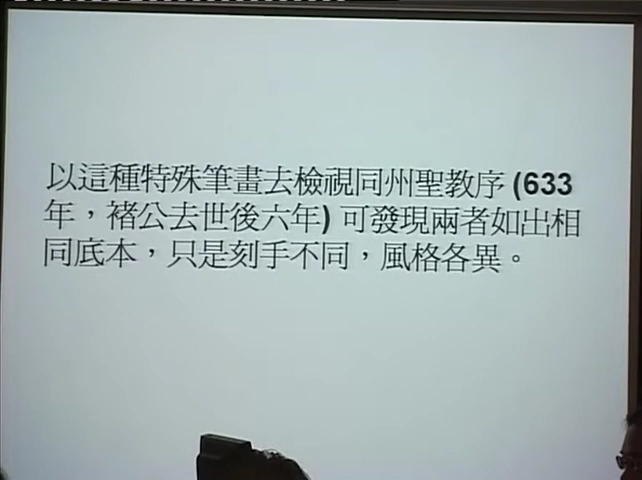 以這種特殊筆畫去檢視同州聖教序 (633
年，褚公去世後六年) 可發現兩者如出相
同底本，只是刻手不同，風格各異。